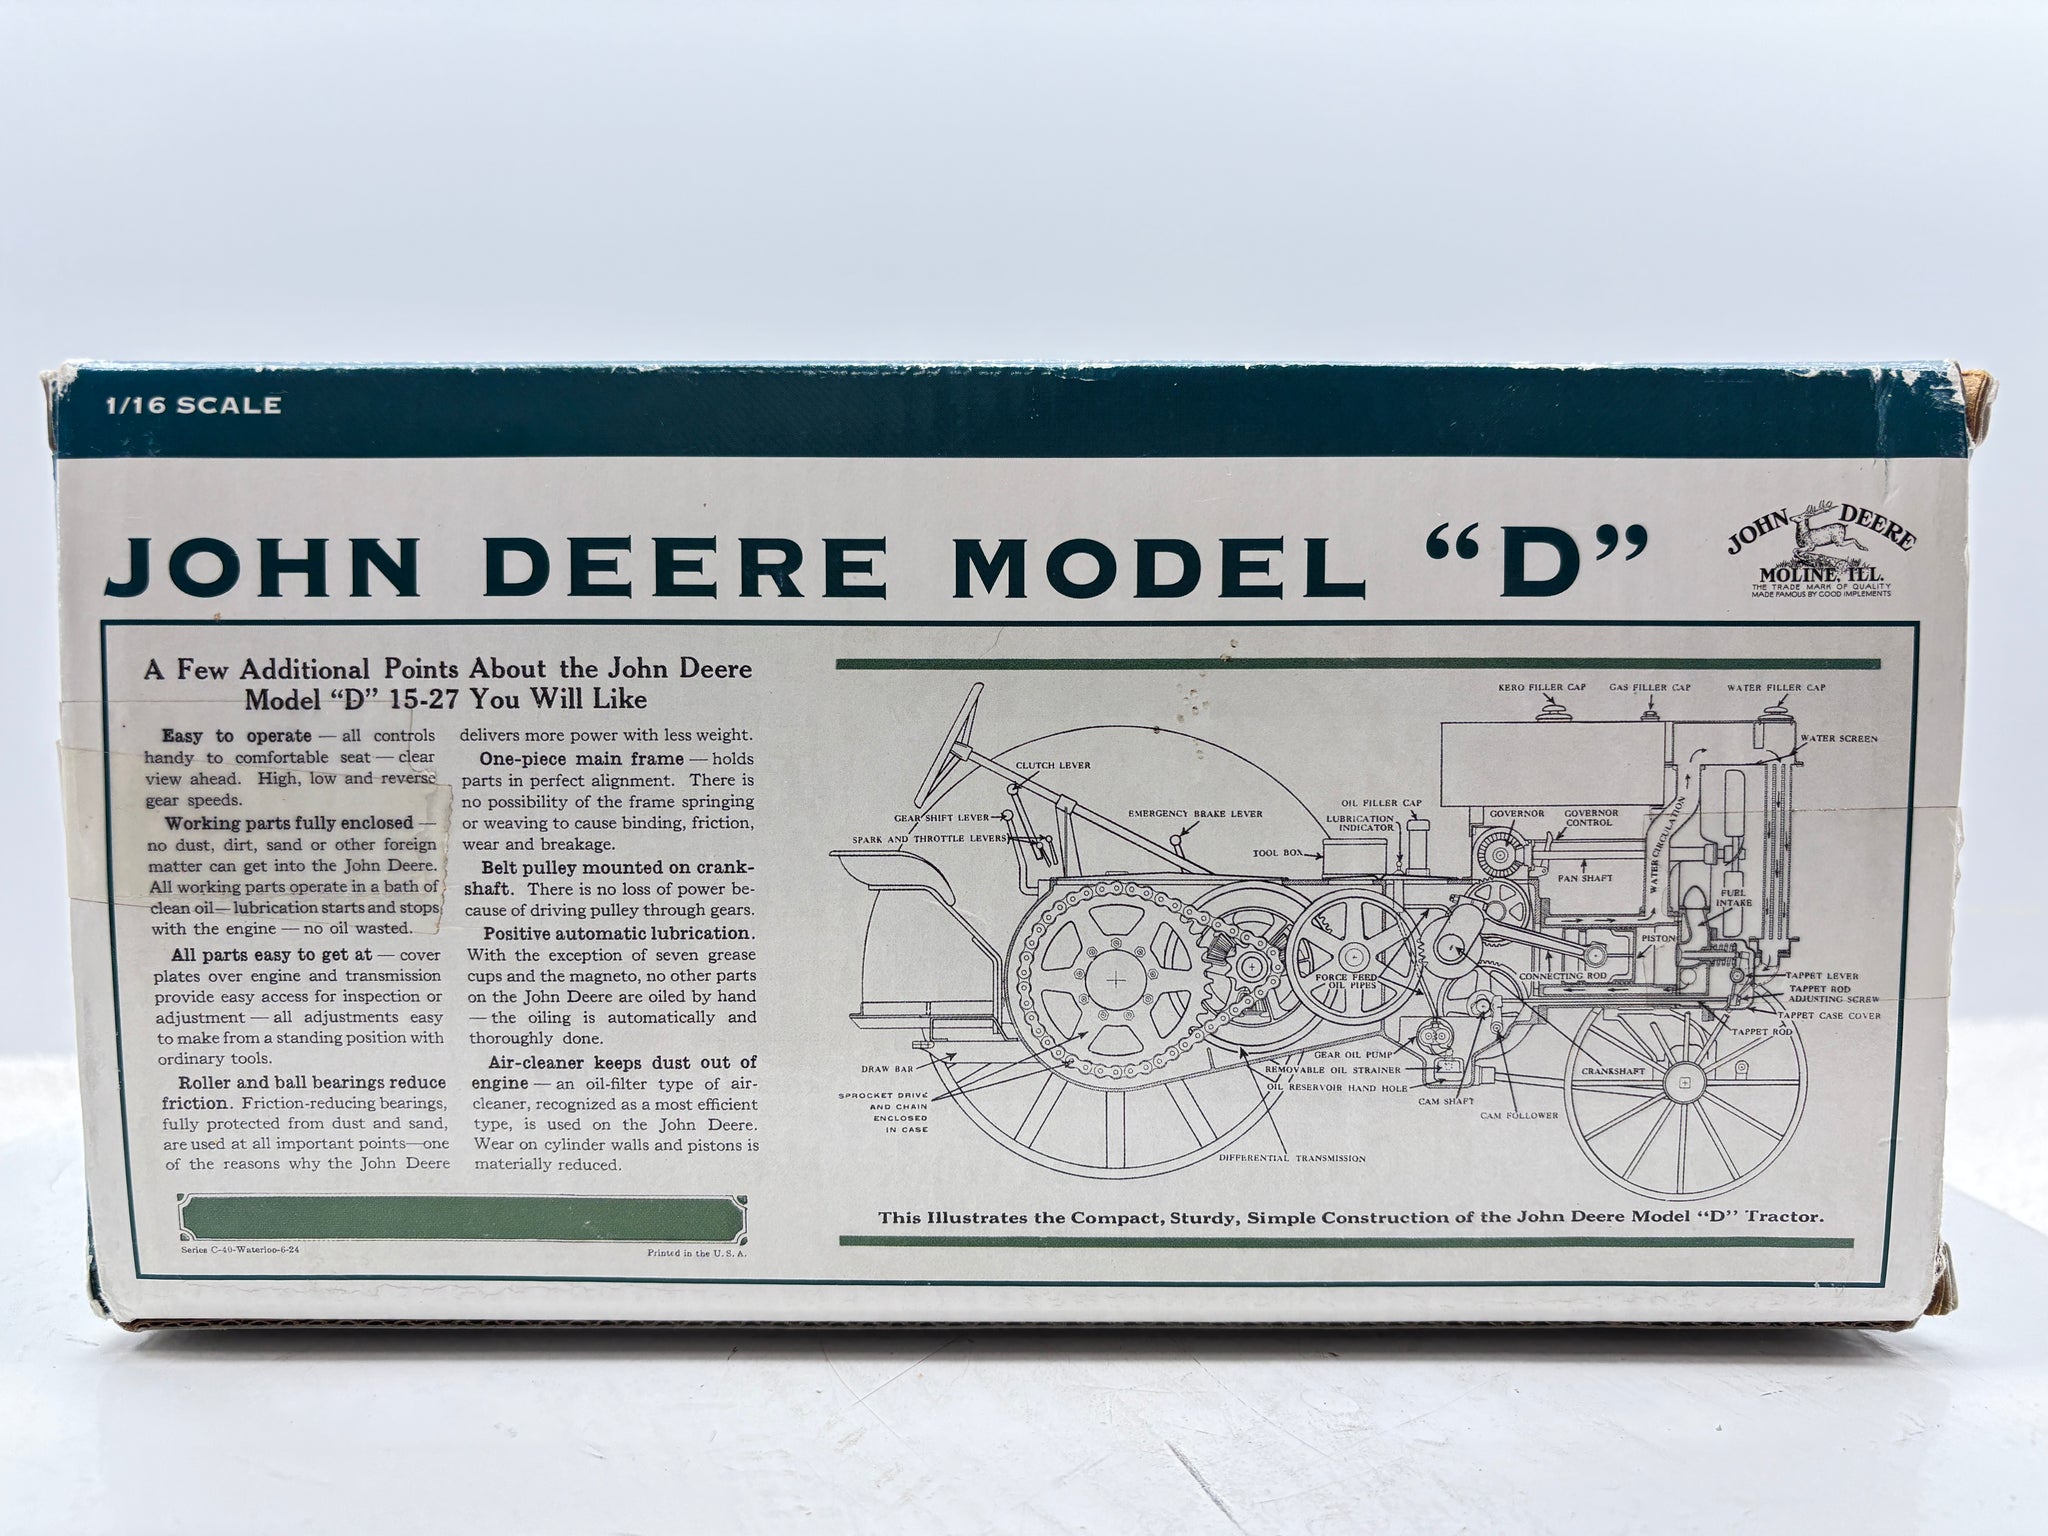 1/16 SCALE
JOHN DEERE MODEL “D”
JOHN DEERE
MOLINE, ILL.
THE TRADE MARK OF QUALITY
MADE FAMOUS BY GOOD IMPLEMENTS
A Few Additional Points About the John Deere
Model “D” 15-27 You Will Like
Easy to operate — all controls
handy to comfortable seat — clear
view ahead. High, low and reverse
gear speeds.
Working parts fully enclosed —
no dust, dirt, sand or other foreign
matter can get into the John Deere.
All working parts operate in a bath of
clean oil—lubrication starts and stops
with the engine — no oil wasted.
All parts easy to get at — cover
plates over engine and transmission
provide easy access for inspection or
adjustment — all adjustments easy
to make from a standing position with
ordinary tools.
Roller and ball bearings reduce
friction. Friction-reducing bearings,
fully protected from dust and sand,
are used at all important points—one
of the reasons why the John Deere
delivers more power with less weight.
One-piece main frame — holds
parts in perfect alignment. There is
no possibility of the frame springing
or weaving to cause binding, friction,
wear and breakage.
Belt pulley mounted on crank-
shaft. There is no loss of power be-
cause of driving pulley through gears.
Positive automatic lubrication.
With the exception of seven grease
cups and the magneto, no other parts
on the John Deere are oiled by hand
— the oiling is automatically and
thoroughly done.
Air-cleaner keeps dust out of
engine — an oil-filter type of air-
cleaner, recognized as a most efficient
type, is used on the John Deere.
Wear on cylinder walls and pistons is
materially reduced.
Series C-40-Waterloo-6-24
Printed in the U. S. A.
KERO FILLER CAP
GAS FILLER CAP
WATER FILLER CAP
WATER SCREEN
CLUTCH LEVER
GEAR SHIFT LEVER
SPARK AND THROTTLE LEVERS
EMERGENCY BRAKE LEVER
OIL FILLER CAP
LUBRICATION
INDICATOR
TOOL BOX
GOVERNOR
GOVERNOR
CONTROL
FAN SHAFT
WATER CIRCULATION
FUEL
INTAKE
PISTON
CONNECTING ROD
FORCE FEED
OIL PIPES
TAPPET LEVER
TAPPET ROD
ADJUSTING SCREW
TAPPET CASE COVER
TAPPET ROD
GEAR OIL PUMP
REMOVABLE OIL STRAINER
OIL RESERVOIR HAND HOLE
CRANKSHAFT
CAM SHAFT
CAM FOLLOWER
DRAW BAR
SPROCKET DRIVE
AND CHAIN
ENCLOSED
IN CASE
DIFFERENTIAL TRANSMISSION
This Illustrates the Compact, Sturdy, Simple Construction of the John Deere Model “D” Tractor.